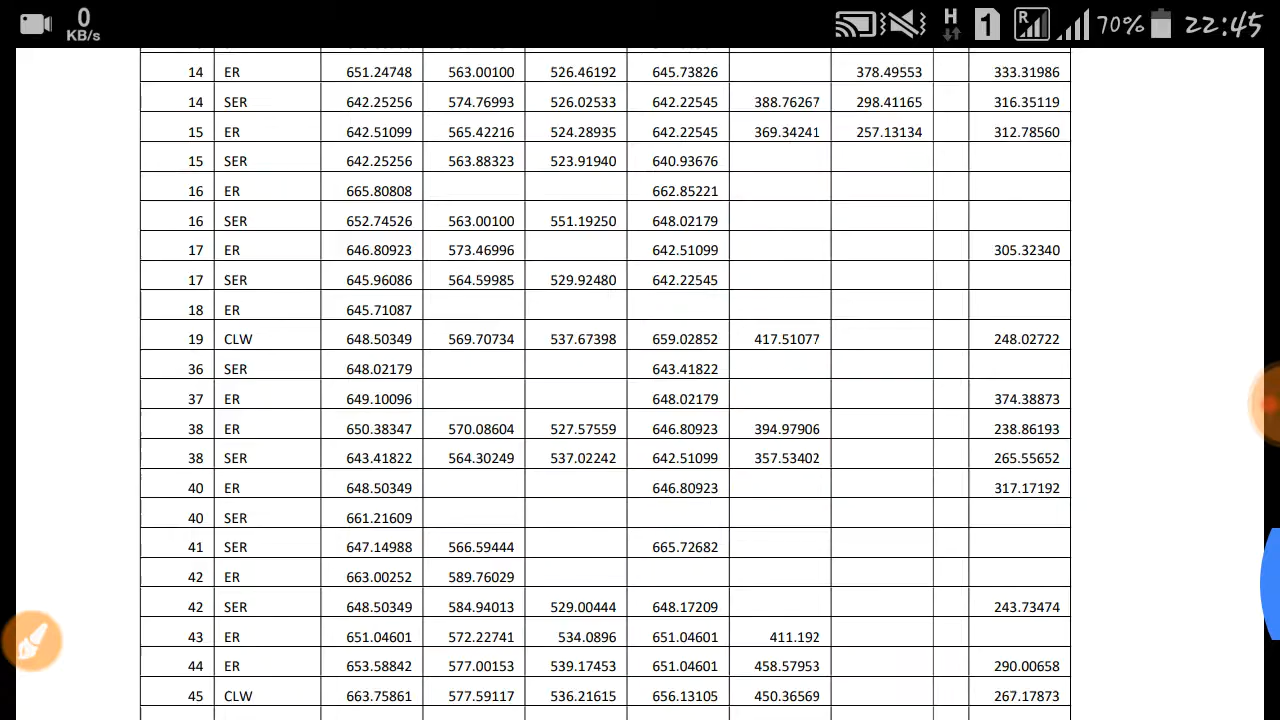 0
KB/s
H
1
R
70%
22:45
14 ER 651.24748 563.00100 526.46192 645.73826 378.49553 333.31986
14 SER 642.25256 574.76993 526.02533 642.22545 388.76267 298.41165 316.35119
15 ER 642.51099 565.42216 524.28935 642.22545 369.34241 257.13134 312.78560
15 SER 642.25256 563.88323 523.91940 640.93676
16 ER 665.80808 662.85221
16 SER 652.74526 563.00100 551.19250 648.02179
17 ER 646.80923 573.46996 642.51099 305.32340
17 SER 645.96086 564.59985 529.92480 642.22545
18 ER 645.71087
19 CLW 648.50349 569.70734 537.67398 659.02852 417.51077 248.02722
36 SER 648.02179 643.41822
37 ER 649.10096 648.02179 374.38873
38 ER 650.38347 570.08604 527.57559 646.80923 394.97906 238.86193
38 SER 643.41822 564.30249 537.02242 642.51099 357.53402 265.55652
40 ER 648.50349 646.80923 317.17192
40 SER 661.21609
41 SER 647.14988 566.59444 665.72682
42 ER 663.00252 589.76029
42 SER 648.50349 584.94013 529.00444 648.17209 243.73474
43 ER 651.04601 572.22741 534.0896 651.04601 411.192
44 ER 653.58842 577.00153 539.17453 651.04601 458.57953 290.00658
45 CLW 663.75861 577.59117 536.21615 656.13105 450.36569 267.17873